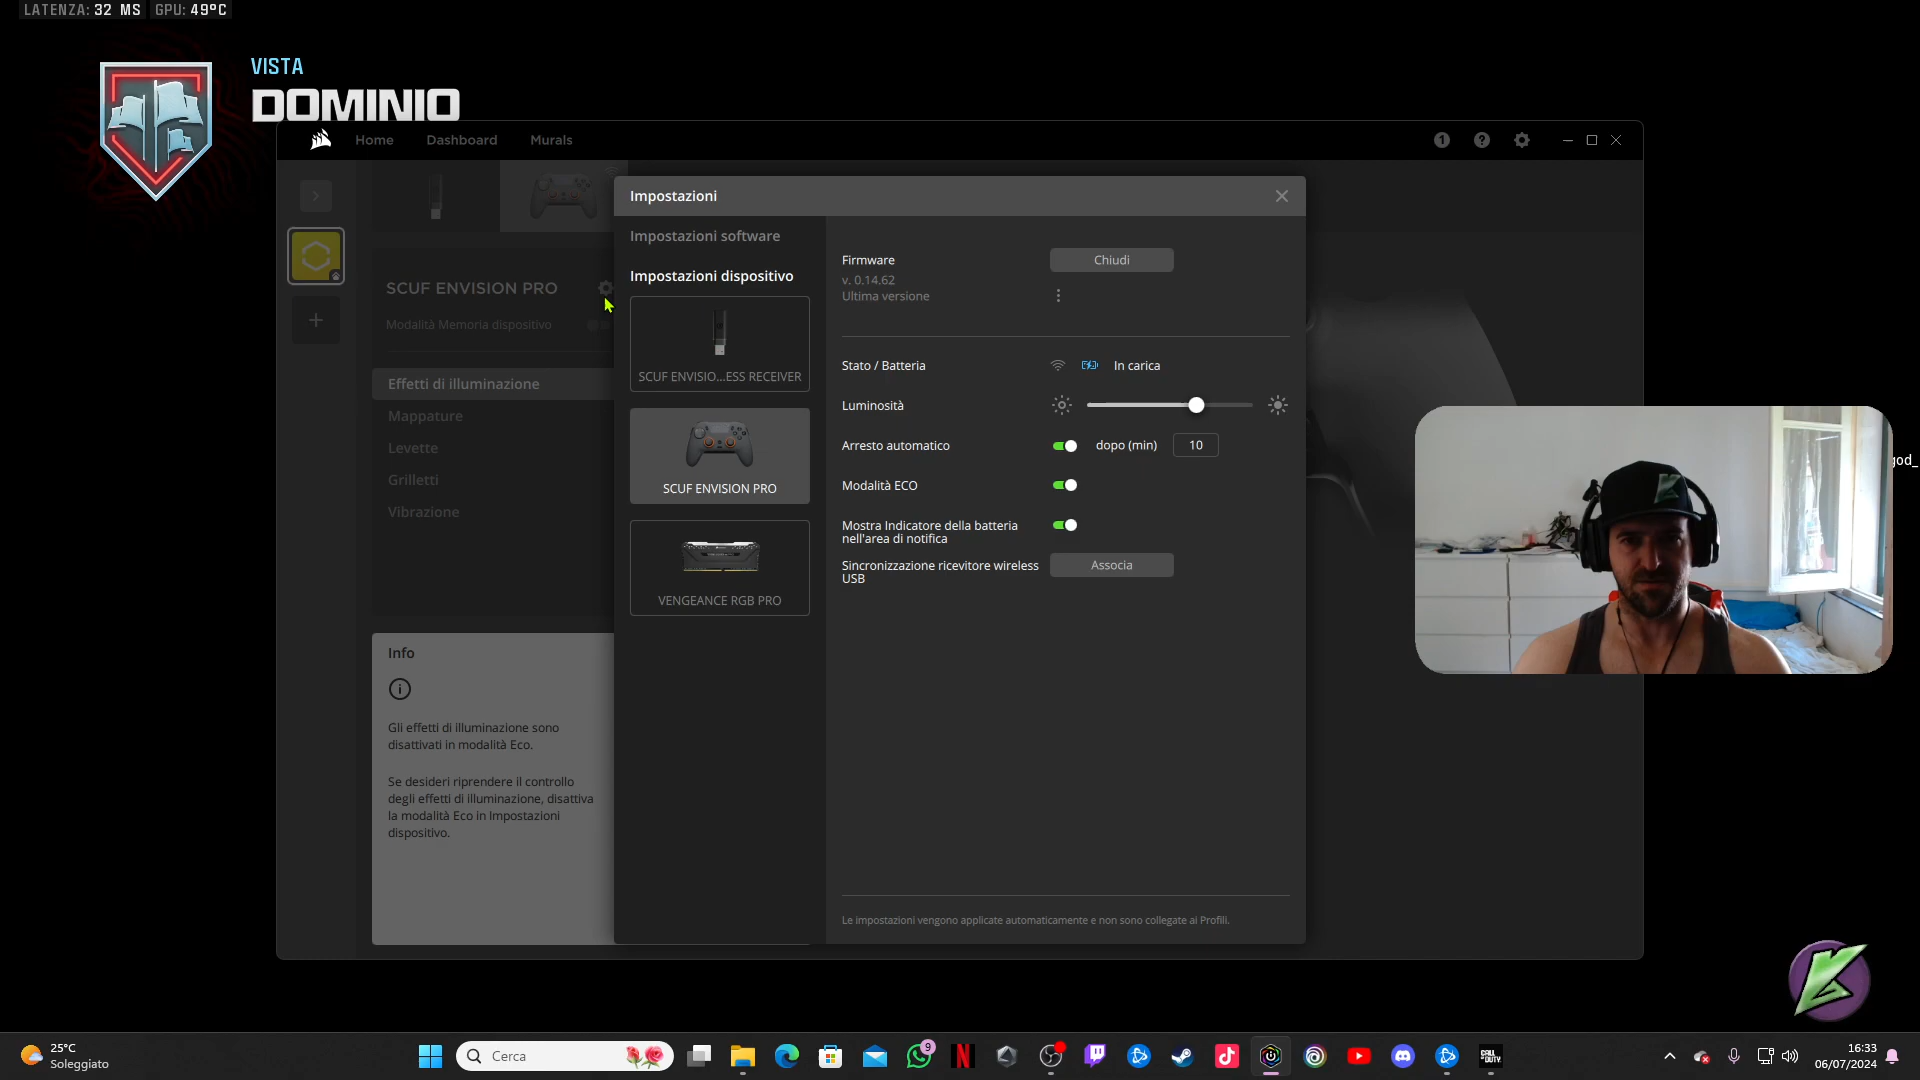 LATENZA: 32 MS GPU: 49°C
VISTA
DOMINIO
Home Dashboard Murals
Impostazioni
Impostazioni software
Impostazioni dispositivo
SCUF ENVISIO...ESS RECEIVER
SCUF ENVISION PRO
VENGEANCE RGB PRO
SCUF ENVISION PRO
Modalità Memoria dispositivo
Effetti di illuminazione
Mappature
Levette
Grilletti
Vibrazione
Info
Gli effetti di illuminazione sono
disattivati in modalità Eco.
Se desideri riprendere il controllo
degli effetti di illuminazione, disattiva
la modalità Eco in Impostazioni
dispositivo.
Firmware Chiudi
v. 0.14.62
Ultima versione
Stato / Batteria In carica
Luminosità
Arresto automatico dopo (min) 10
Modalità ECO
Mostra Indicatore della batteria
nell'area di notifica
Sincronizzazione ricevitore wireless Associa
USB
Le impostazioni vengono applicate automaticamente e non sono collegate ai Profili.
god_
25°C
Soleggiato
Cerca
9
CALL DUTY
16:33
06/07/2024